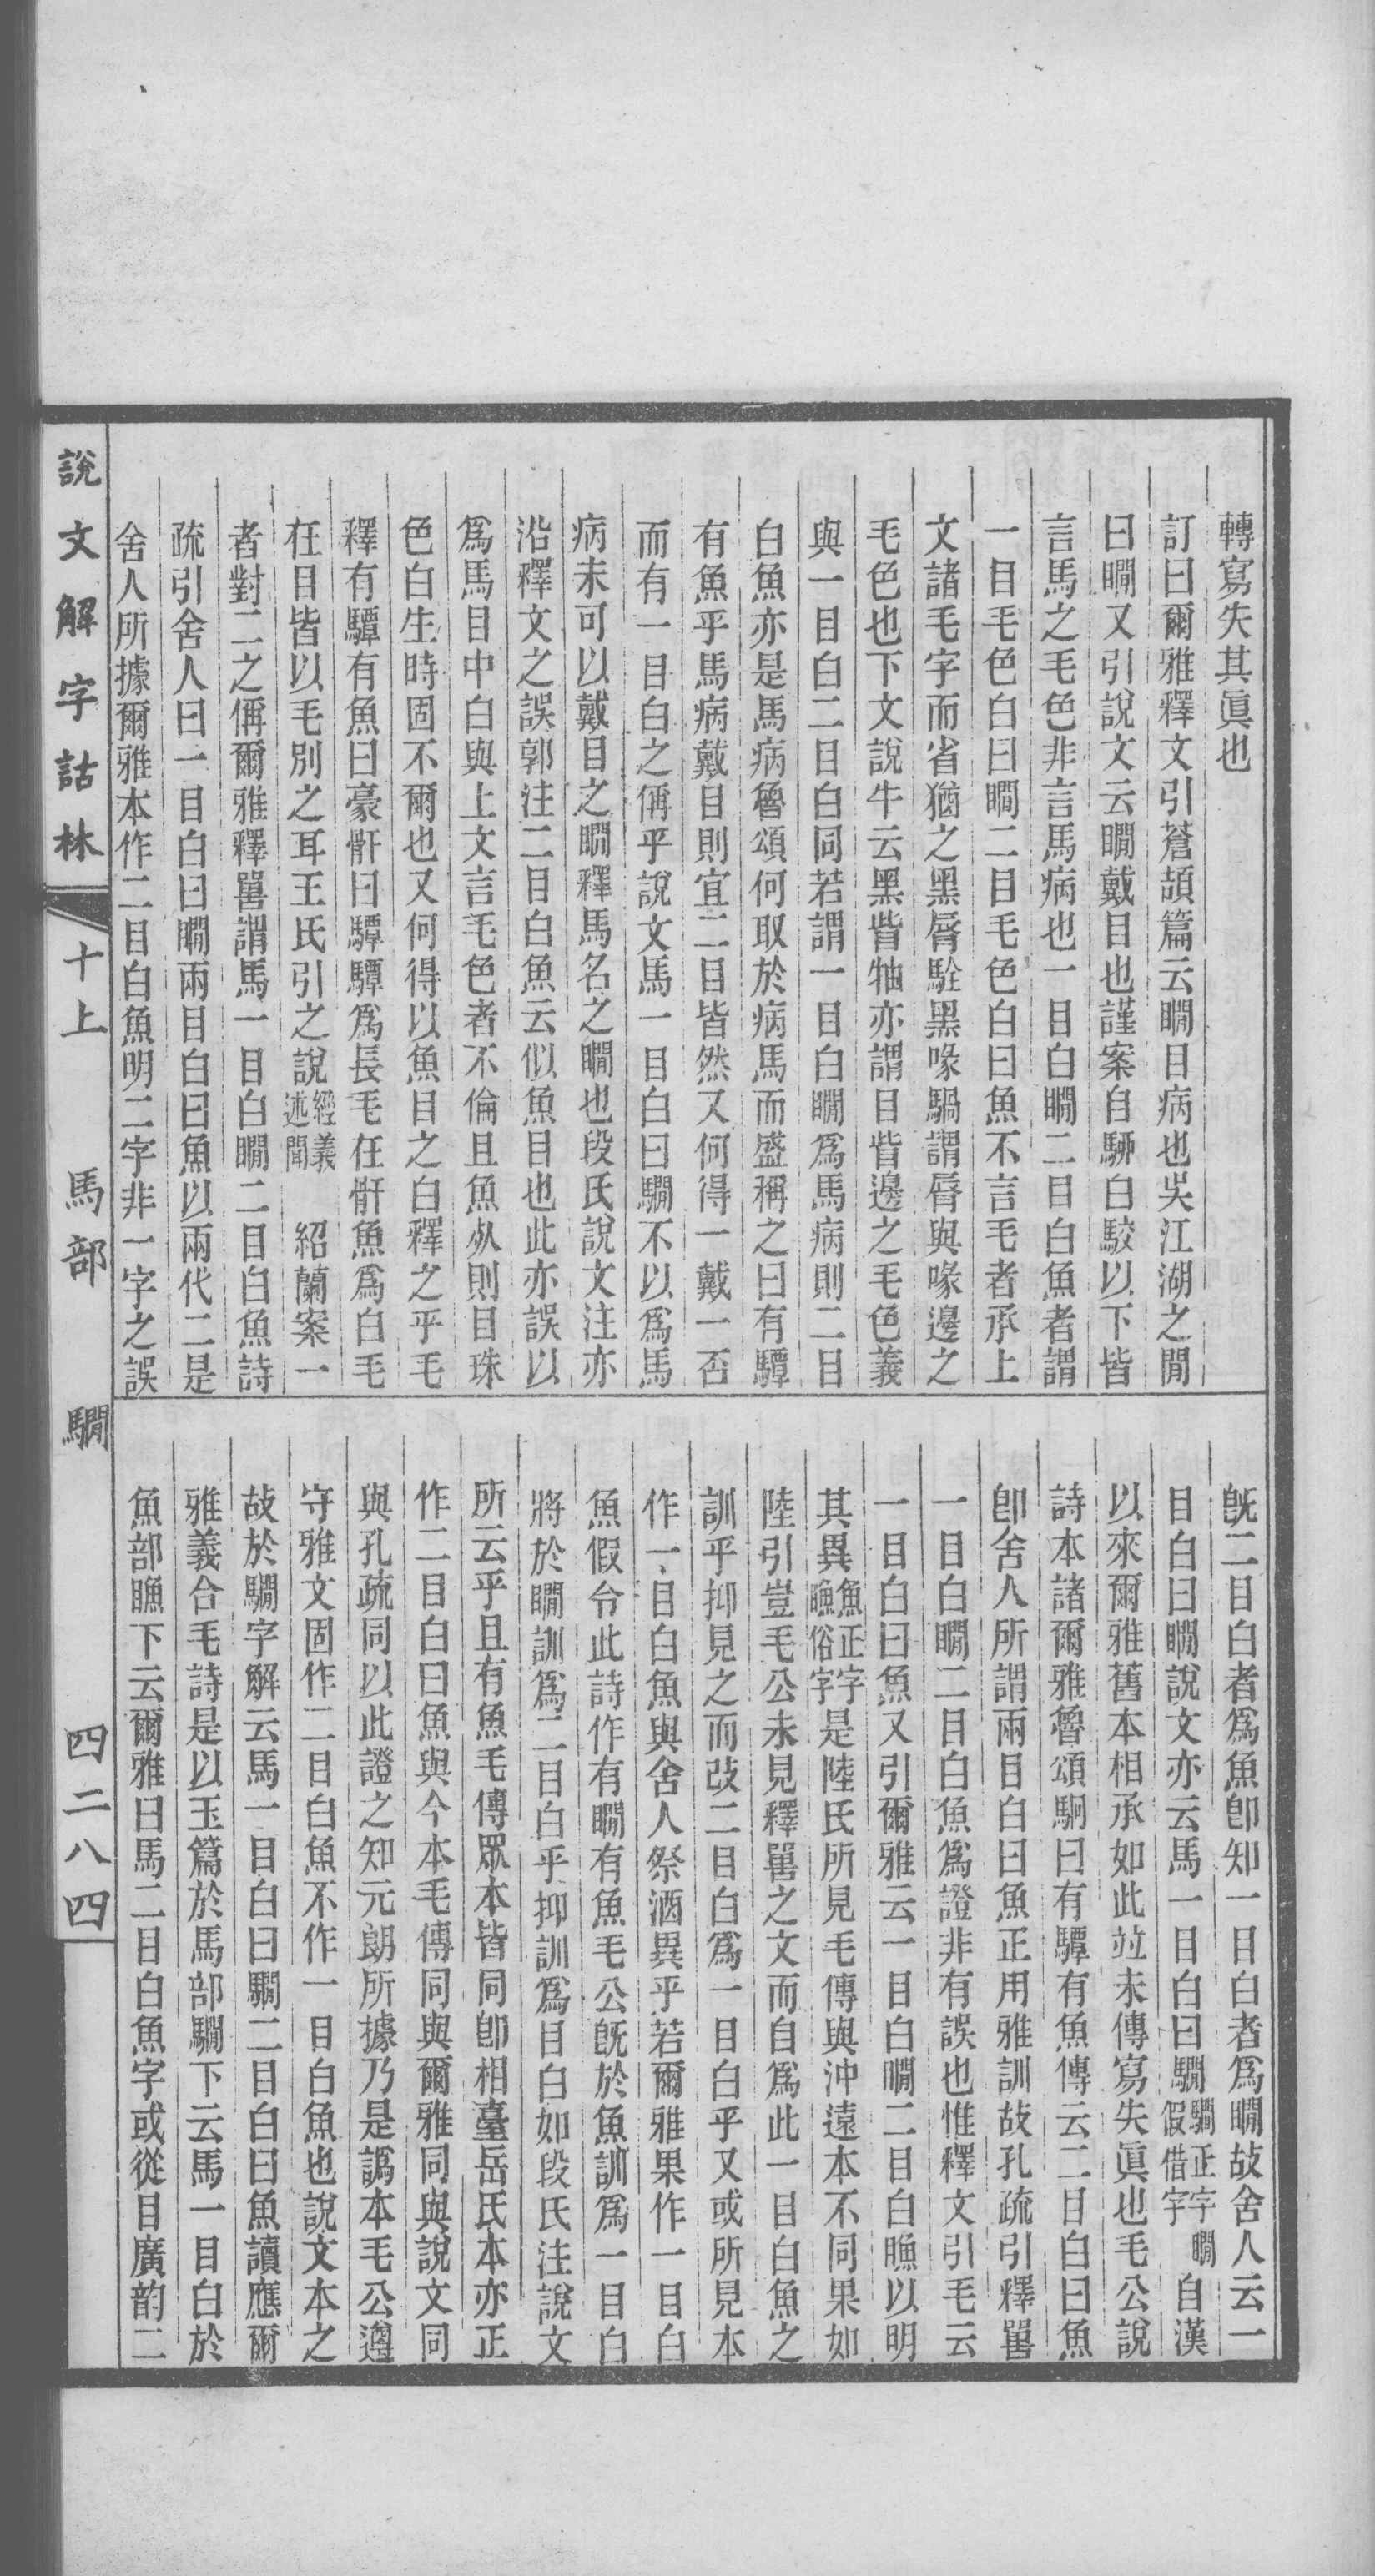 轉寫失其眞也
訂曰爾雅釋文引蒼頡篇云瞷目病也吳江湖之閒
曰瞷又引說文云瞷戴目也謹案自駵白駮以下皆
言馬之毛色非言馬病也一目白瞷二目白魚者謂
一目毛色白曰瞷二目毛色白曰魚不言毛者承上
文諸毛字而省猶之黑脣駩黑喙騧謂脣與喙邊之
毛色也下文說牛云黑眥牰亦謂目眥邊之毛色義
與一目白二目白同若謂一目白瞷爲馬病則二目
白魚亦是馬病魯頌何取於病馬而盛稱之曰有驔
有魚乎馬病戴目則宜二目皆然又何得一戴一否
而有一目白之偁乎說文馬一目白曰驧不以爲馬
病未可以戴目之瞷釋馬名之瞷也段氏說文注亦
沿釋文之誤郭注二目白魚云似魚目也此亦誤以
爲馬目中白與上文言毛色者不倫且魚𣦸則目珠
色白生時固不爾也又何得以魚目之白釋之乎毛
釋有驔有魚曰豪骭曰驔驔爲長毛在骭魚爲白毛
在目皆以毛別之耳王氏引之說經義述聞　紹蘭案一
者對二之偁爾雅釋嘼謂馬一目白瞷二目白魚詩
疏引舍人曰一目白曰瞷兩目白曰魚以兩代二是
舍人所據爾雅本作二目白魚明二字非一字之誤
旣二目白者爲魚卽知一目白者爲瞷故舍人云一
目白曰瞷說文亦云馬一目白曰驧驧正字瞷假借字自漢
以來爾雅舊本相承如此竝未傳寫失眞也毛公說
詩本諸爾雅魯頌駉曰有驔有魚傳云二目白曰魚
卽舍人所謂兩目白曰魚正用雅訓故孔疏引釋嘼
一目白瞷二目白魚爲證非有誤也惟釋文引毛云
一目白曰魚又引爾雅云一目白瞷二目白䲣以明
其異魚正字䲣俗字是陸氏所見毛傳與沖遠本不同果如
陸引豈毛公未見釋嘼之文而自爲此一目白魚之
訓乎抑見之而改二目白爲一目白乎又或所見本
作一目白魚與舍人祭酒異乎若爾雅果作一目白
魚假令此詩作有瞷有魚毛公旣於魚訓爲一目白
將於瞷訓爲二目白乎抑訓爲目白如段氏注說文
所云乎且有魚毛傳眾本皆同卽相臺岳氏本亦正
作二目白曰魚與今本毛傳同與爾雅同與說文同
與孔疏同以此證之知元朗所據乃是譌本毛公遵
守雅文固作二目白魚不作一目白魚也說文本之
故於驧字解云馬一目白曰驧二目白曰魚讀應爾
雅義合毛詩是以玉篇於馬部驧下云馬一目白於
魚部䲣下云爾雅曰馬二目白魚字或從目廣韵二
說文解字詁林　十上　馬部　驧　四二八四